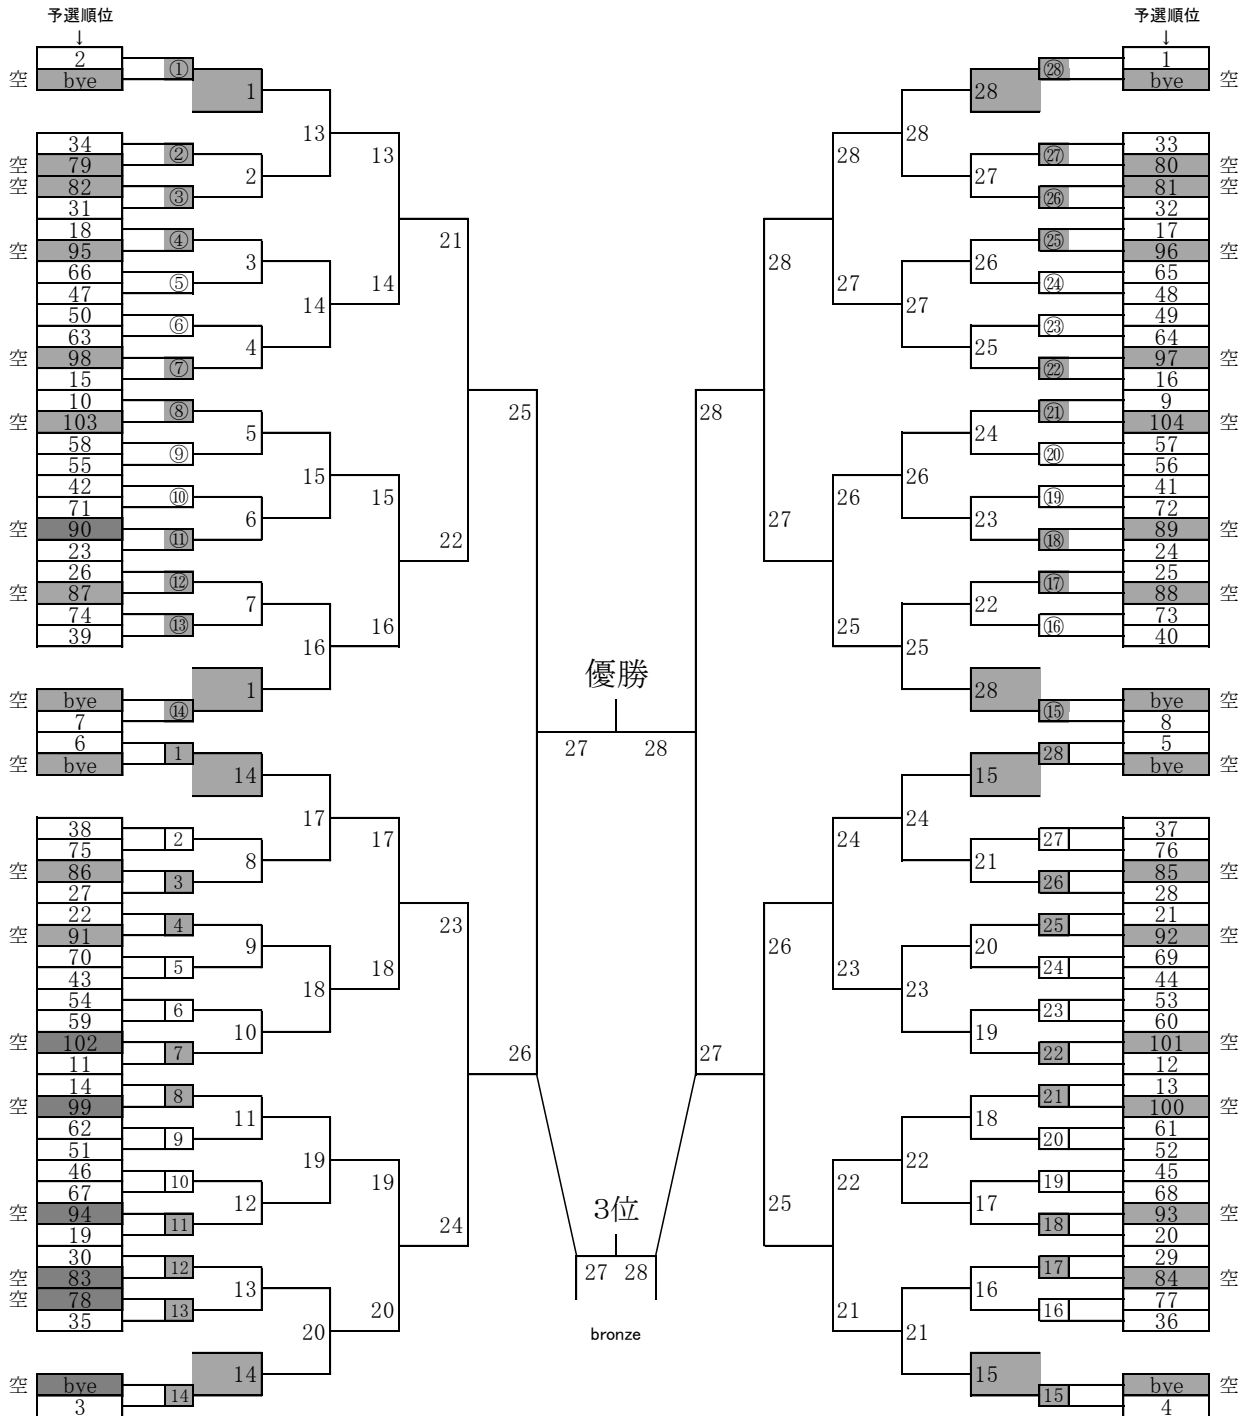 予選順位 予選順位
↓ ↓
2 ① ㉘ 1
空 bye 1 28 bye 空
13 28
34 ② 13 28 ㉗ 33
空 79 2 27 80 空
空 82 ③ ㉖ 81 空
31 32
18 ④ 21 28 ㉕ 17
空 95 3 26 96 空
66 ⑤ 14 27 ㉔ 65
47 14 27 48
50 ⑥ ㉓ 49
63 4 25 64
空 98 ⑦ ㉒ 97 空
15 16
10 ⑧ 25 28 ㉑ 9
空 103 5 24 104 空
58 ⑨ ⑳ 57
55 15 26 56
42 ⑩ 15 26 ⑲ 41
71 6 22 27 23 72
空 90 ⑪ ⑱ 89 空
23 24
26 ⑫ ⑰ 25
空 87 7 22 88 空
74 ⑬ 16 25 ⑯ 73
39 16 25 40
優勝
空 bye 1 28 bye 空
7 ⑭ ⑮ 8
6 1 27 28 28 5
空 bye 14 15 bye 空
17 24
38 2 17 24 27 37
75 8 21 76
空 86 3 26 85 空
27 28
22 4 23 26 25 21
空 91 9 20 92 空
70 5 18 23 24 69
43 18 23 44
54 6 23 53
59 10 19 60
空 102 7 26 27 22 101 空
11 12
14 8 21 13
空 99 11 18 100 空
62 9 20 61
51 19 22 52
46 10 19 22 19 45
67 12 3位 17 68
空 94 11 24 25 18 93 空
19 20
30 12 27 28 17 29
空 83 13 16 84 空
空 78 13 20 21 16 77
35 20 bronze 21 36
空 bye 14 15 bye 空
3 14 15 4